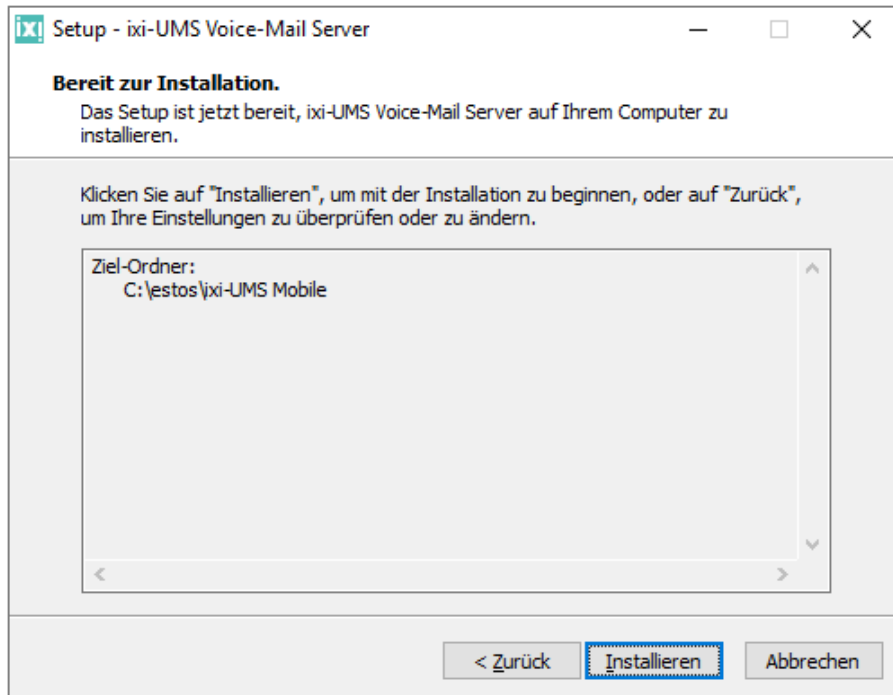 ixi Setup - ixi-UMS Voice-Mail Server
Bereit zur Installation.
Das Setup ist jetzt bereit, ixi-UMS Voice-Mail Server auf Ihrem Computer zu
installieren.
Klicken Sie auf "Installieren", um mit der Installation zu beginnen, oder auf "Zurück",
um Ihre Einstellungen zu überprüfen oder zu ändern.
Ziel-Ordner:
C:\estos\ixi-UMS Mobile
< Zurück Installieren Abbrechen